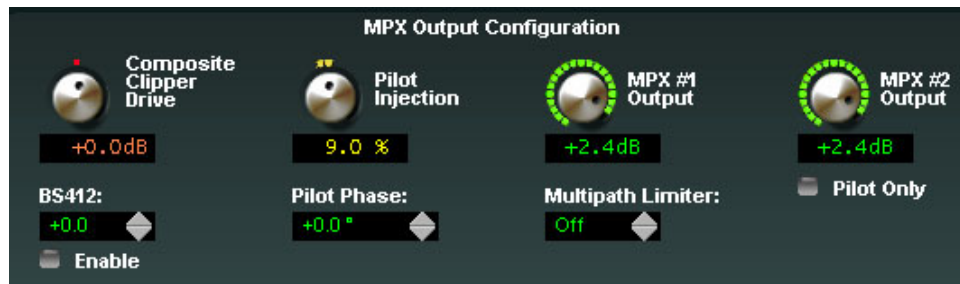 MPX Output Configuration
Composite
Clipper
Drive
+0.0dB
Pilot
Injection
9.0 %
MPX #1
Output
+2.4dB
MPX #2
Output
+2.4dB
BS412:
+0.0
Enable
Pilot Phase:
+0.0°
Multipath Limiter:
Off
Pilot Only